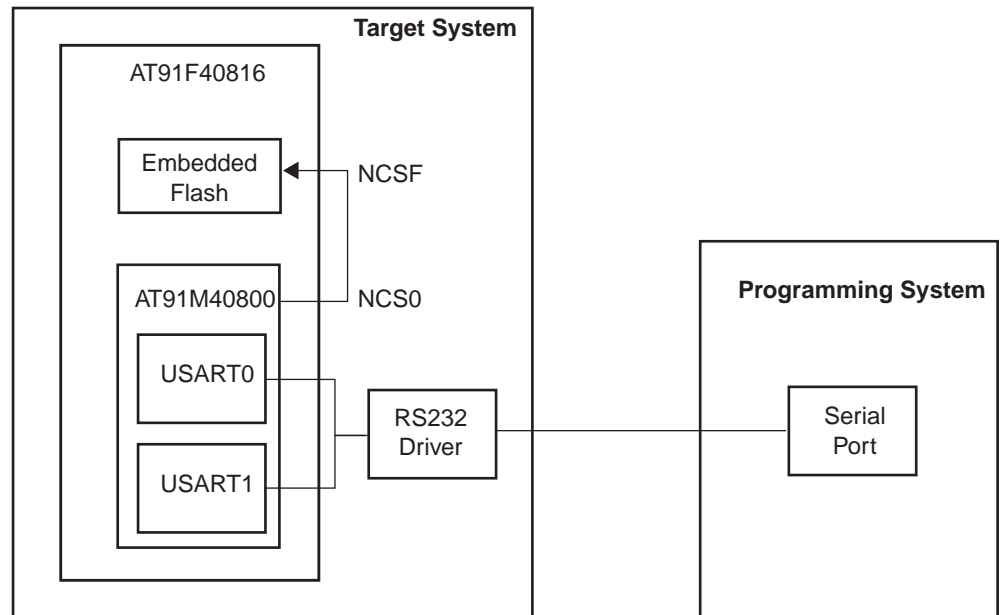 Target System
AT91F40816
Embedded
Flash
NCSF
AT91M40800
NCS0
USART0
USART1
RS232
Driver
Programming System
Serial
Port